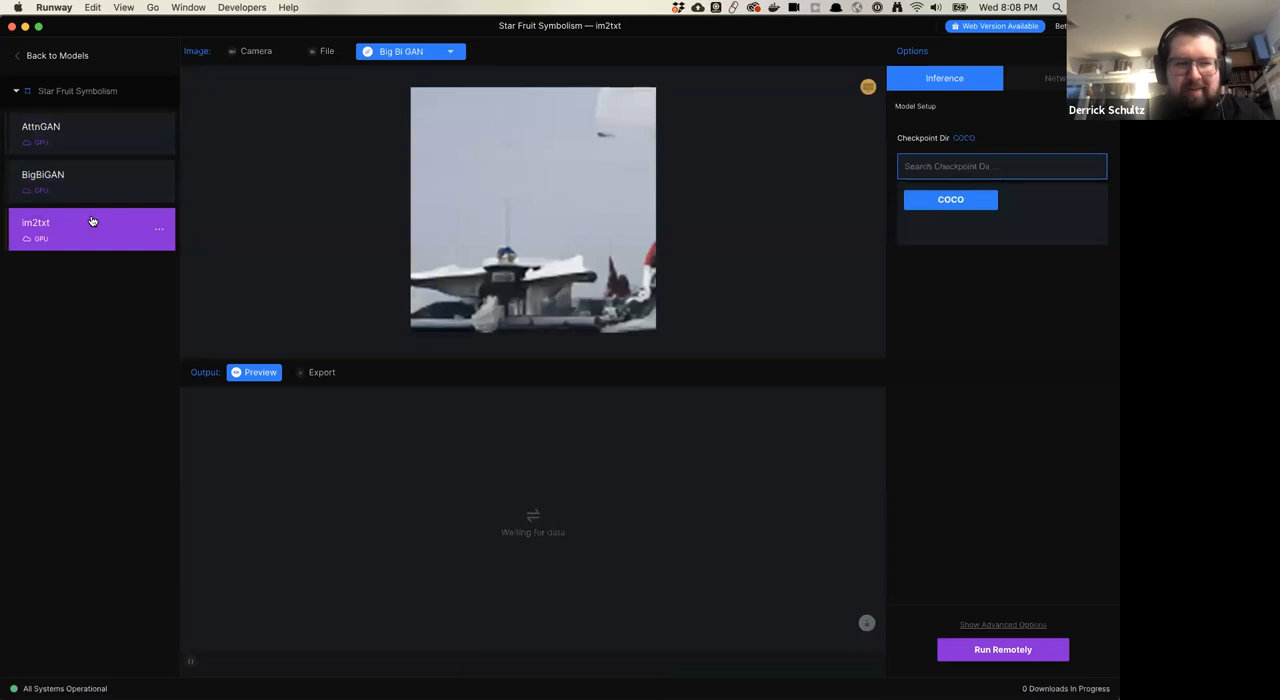 Runway Edit View Go Window Developers Help Wed 8:08 PM
Star Fruit Symbolism — im2txt
Web Version Available
Back to Models
Image: Camera File Big Bi GAN
Options
Star Fruit Symbolism
Inference
Model Setup
Derrick Schultz
AttnGAN
GPU
Checkpoint Dir COCO
Search Checkpoint Dir ...
BigBiGAN
GPU
COCO
im2txt
GPU
Output: Preview Export
Waiting for data
Show Advanced Options
Run Remotely
All Systems Operational
0 Downloads In Progress